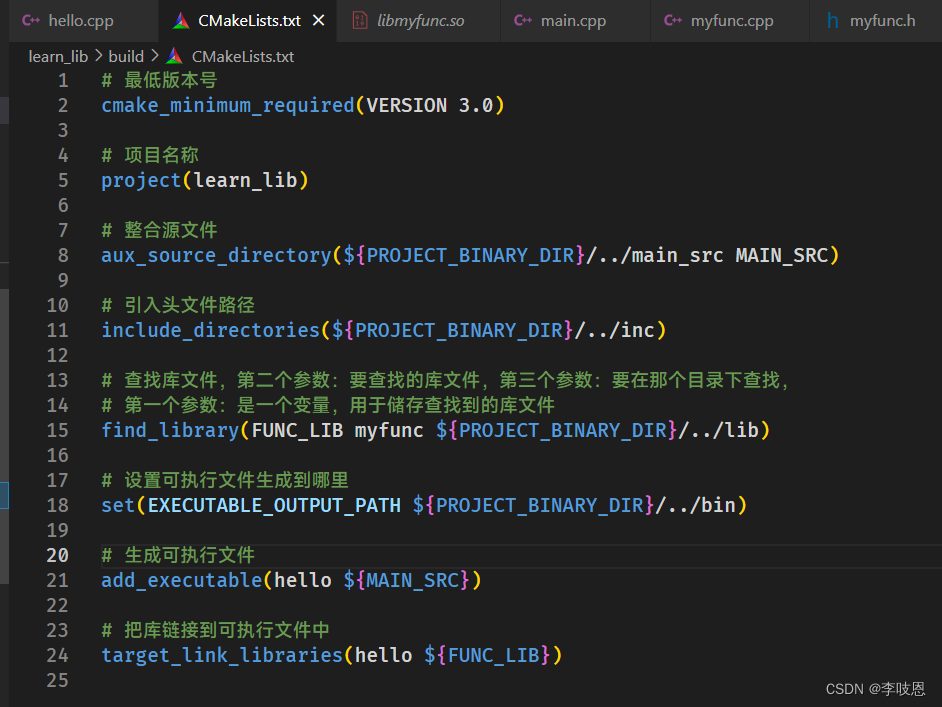 hello.cpp CMakeLists.txt libmyfunc.so main.cpp myfunc.cpp myfunc.h
learn_lib > build > CMakeLists.txt
1 # 最低版本号
2 cmake_minimum_required(VERSION 3.0)
3
4 # 项目名称
5 project(learn_lib)
6
7 # 整合源文件
8 aux_source_directory(${PROJECT_BINARY_DIR}/../main_src MAIN_SRC)
9
10 # 引入头文件路径
11 include_directories(${PROJECT_BINARY_DIR}/../inc)
12
13 # 查找库文件，第二个参数：要查找的库文件，第三个参数：要在那个目录下查找，
14 # 第一个参数：是一个变量，用于储存查找到的库文件
15 find_library(FUNC_LIB myfunc ${PROJECT_BINARY_DIR}/../lib)
16
17 # 设置可执行文件生成到哪里
18 set(EXECUTABLE_OUTPUT_PATH ${PROJECT_BINARY_DIR}/../bin)
19
20 # 生成可执行文件
21 add_executable(hello ${MAIN_SRC})
22
23 # 把库链接到可执行文件中
24 target_link_libraries(hello ${FUNC_LIB})
25
CSDN @李吱恩